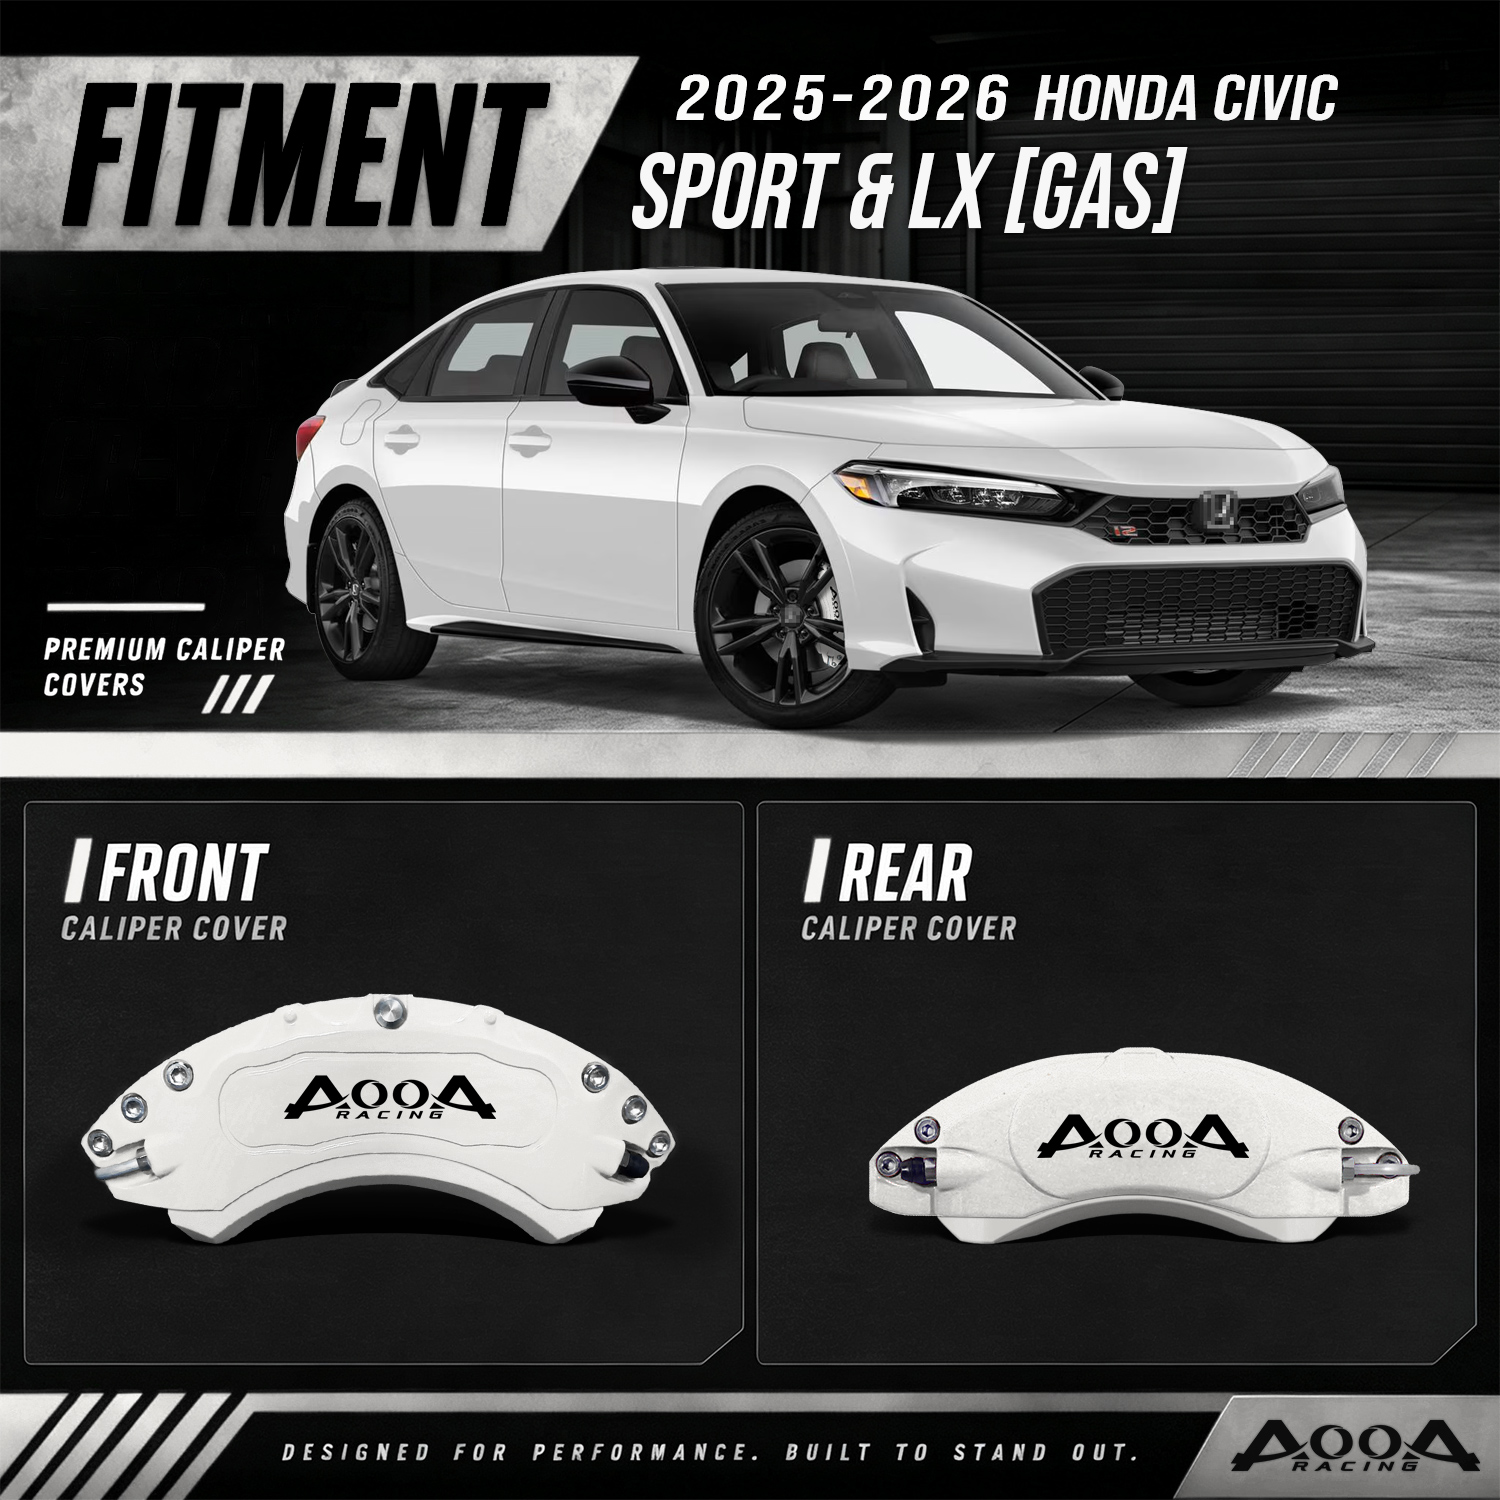 FITMENT
2025-2026 HONDA CIVIC
SPORT & LX [GAS]
PREMIUM CALIPER
COVERS
FRONT
CALIPER COVER
REAR
CALIPER COVER
AOOA
RACING
AOOA
RACING
DESIGNED FOR PERFORMANCE. BUILT TO STAND OUT.
AOOA
RACING